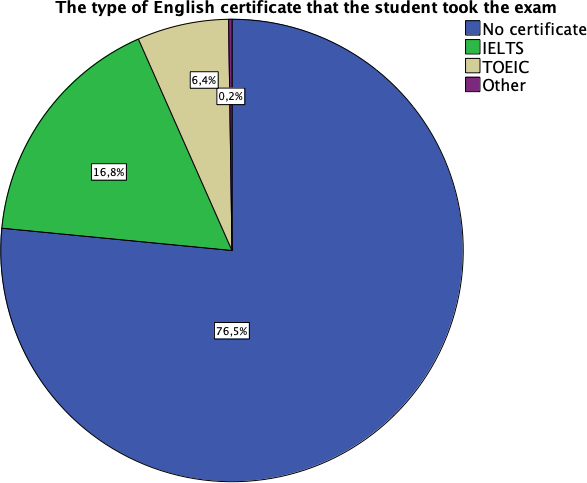 The type of English certificate that the student took the exam
No certificate
IELTS
TOEIC
Other
6,4%
0,2%
16,8%
76,5%